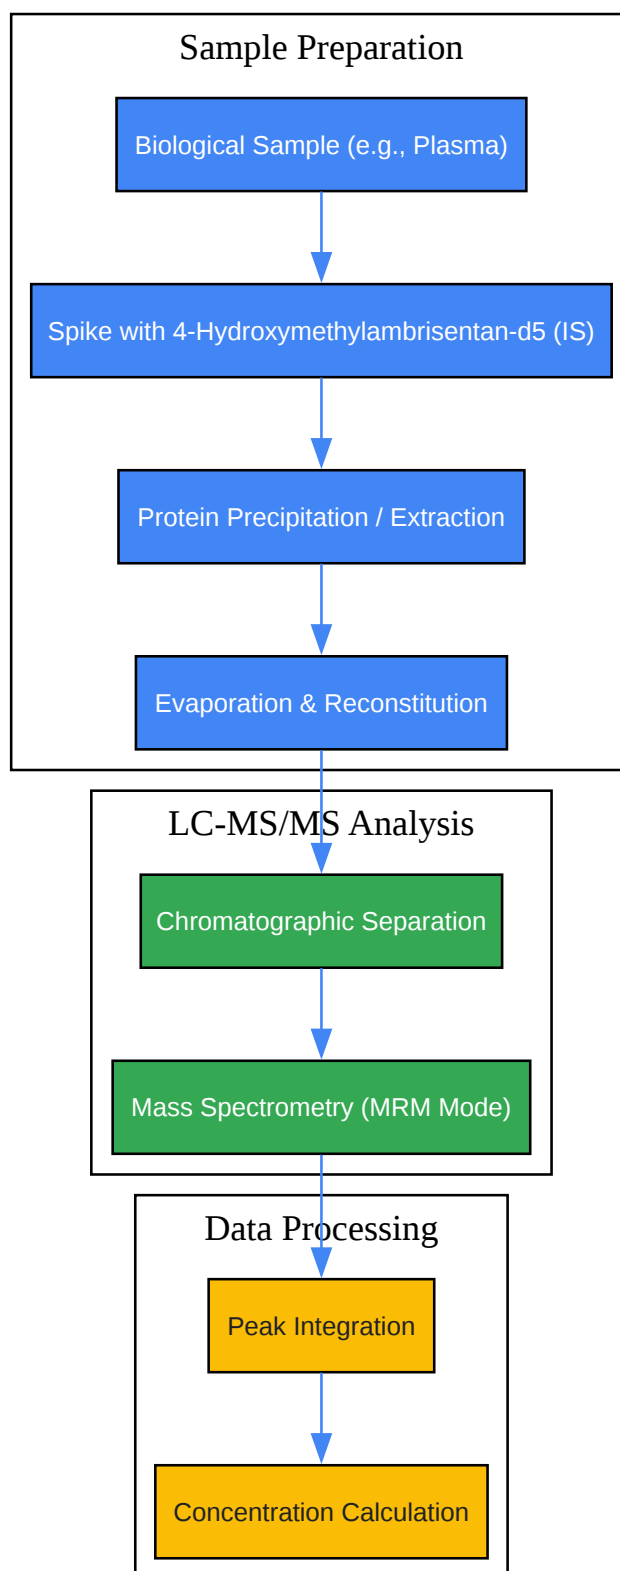 Sample Preparation
Biological Sample (e.g., Plasma)
Spike with 4-Hydroxymethylambrisentan-d5 (IS)
Protein Precipitation / Extraction
Evaporation & Reconstitution
LC-MS/MS Analysis
Chromatographic Separation
Mass Spectrometry (MRM Mode)
Data Processing
Peak Integration
Concentration Calculation